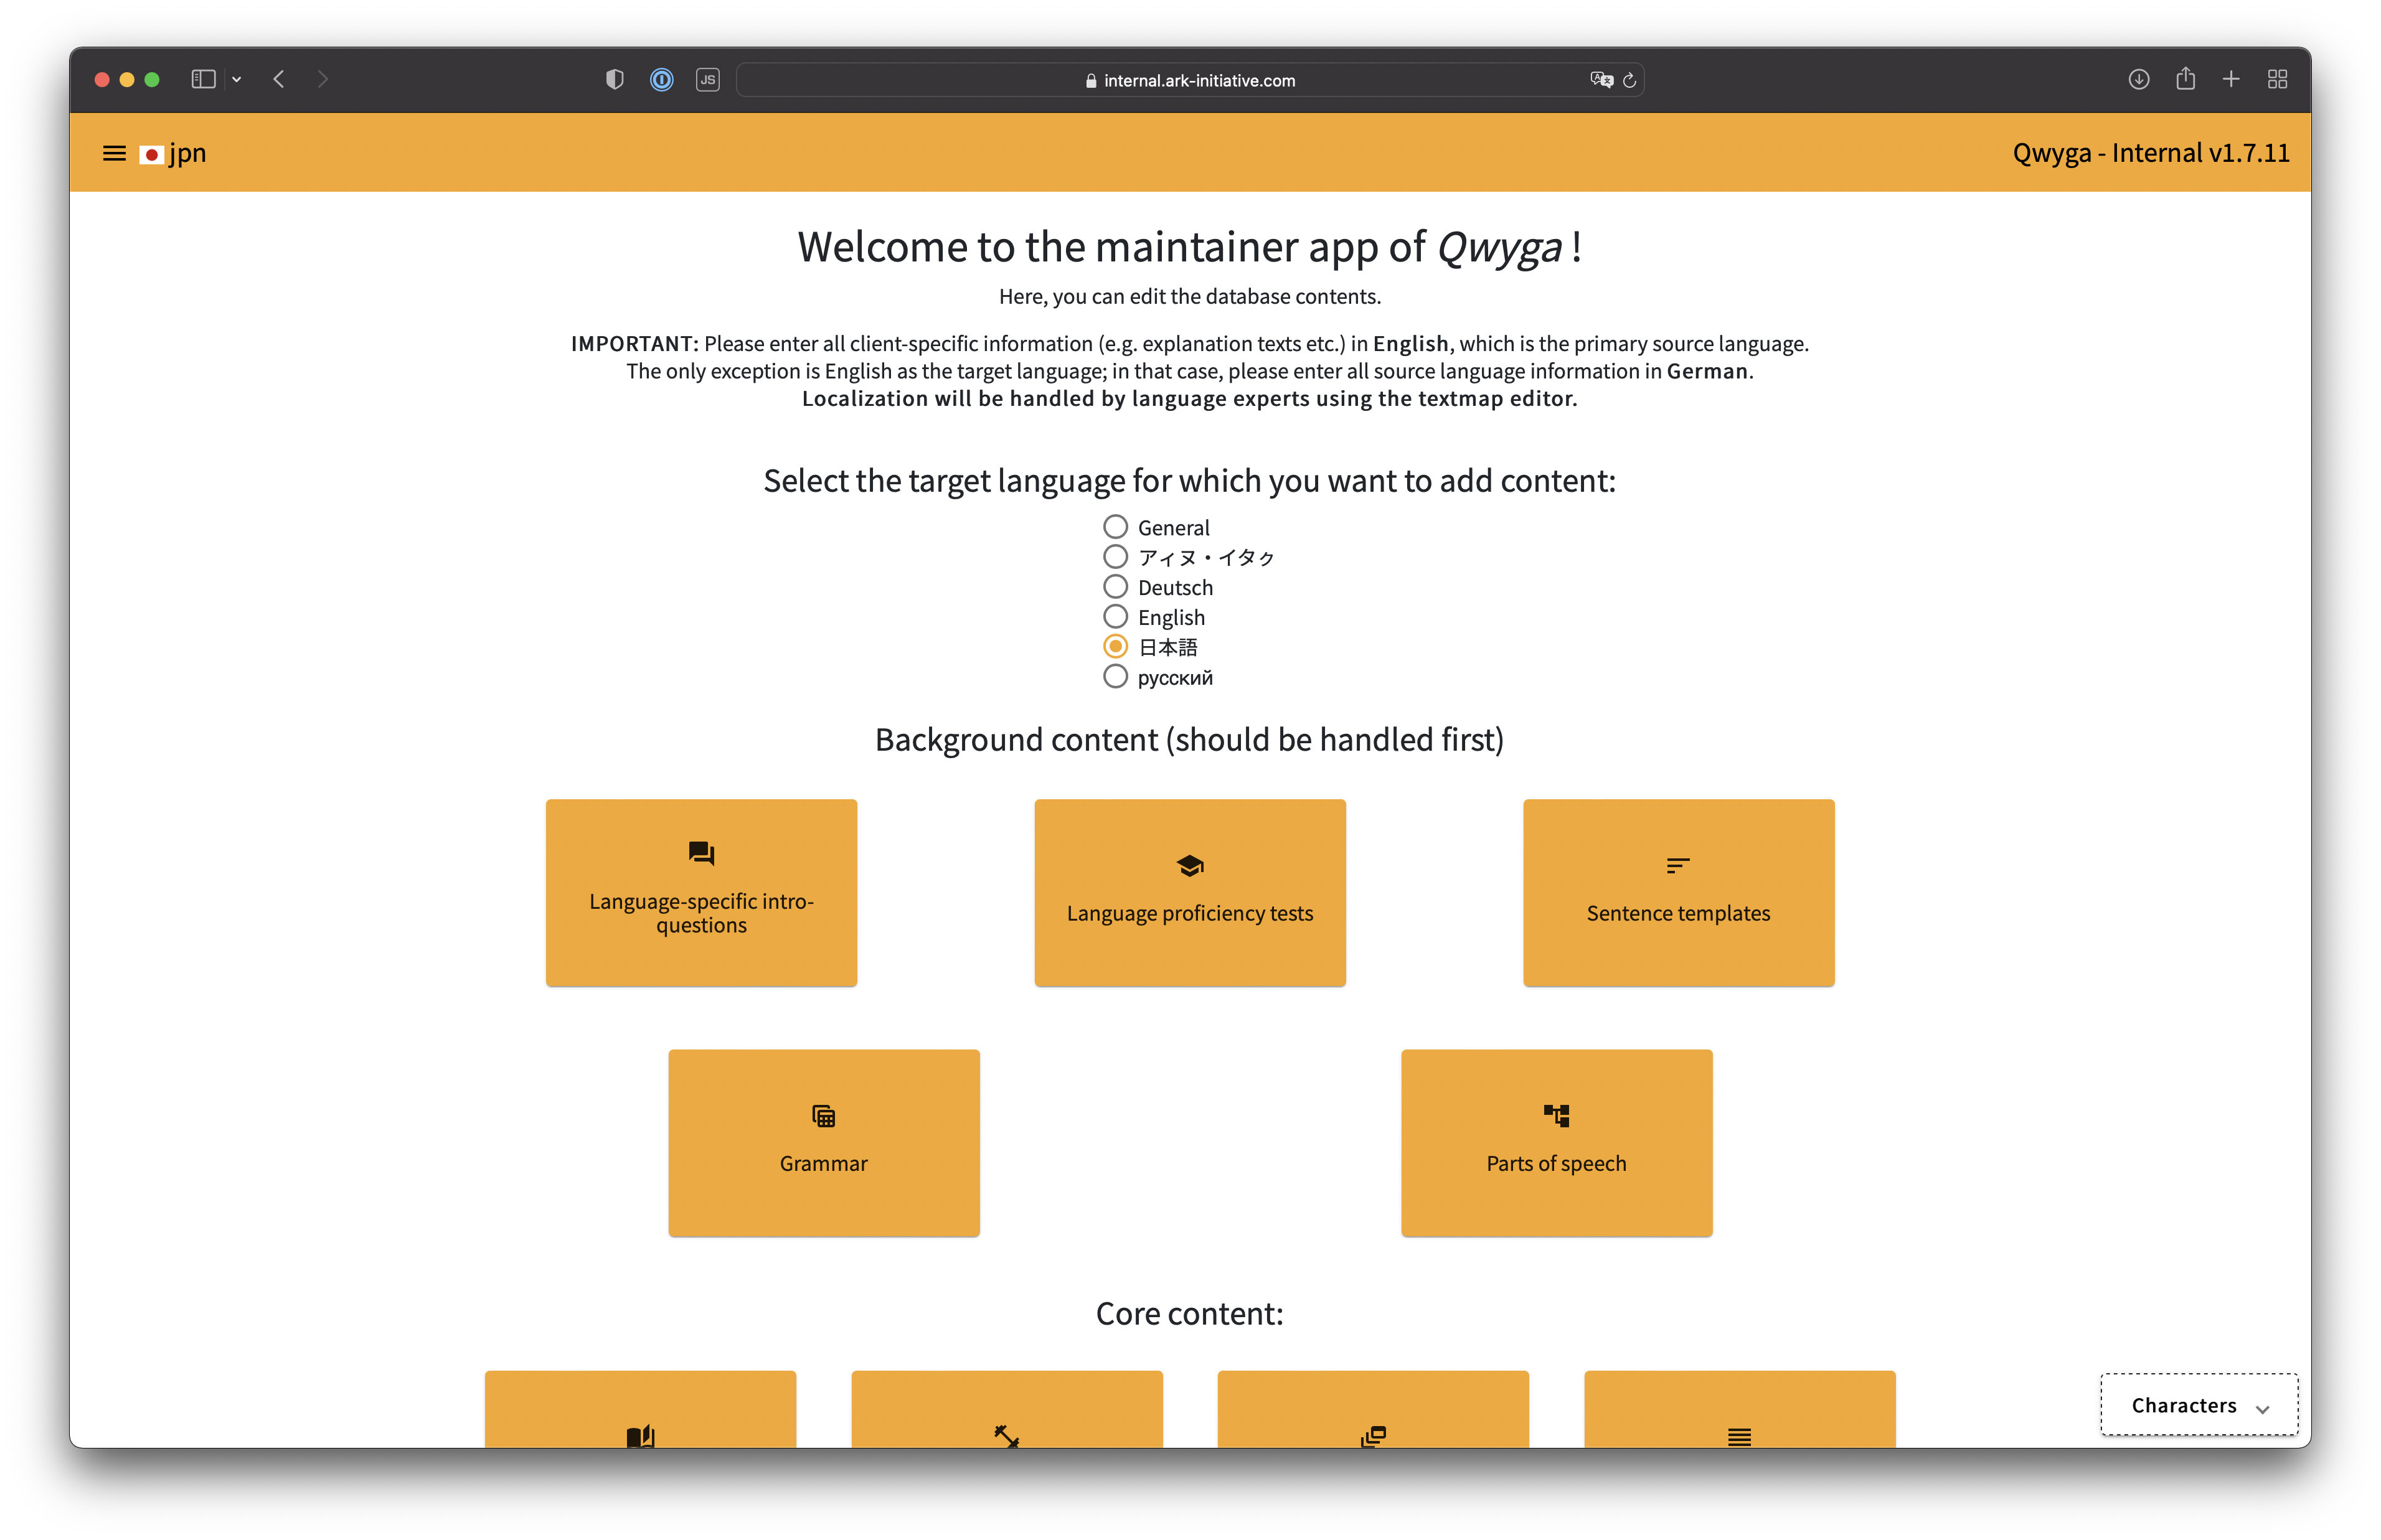 JS
internal.ark-initiative.com
jpn
Qwyga - Internal v1.7.11
Welcome to the maintainer app of Qwyga !
Here, you can edit the database contents.
IMPORTANT: Please enter all client-specific information (e.g. explanation texts etc.) in English, which is the primary source language.
The only exception is English as the target language; in that case, please enter all source language information in German.
Localization will be handled by language experts using the textmap editor.
Select the target language for which you want to add content:
General
アィヌ・イタㇰ
Deutsch
English
日本語
русский
Background content (should be handled first)
Language-specific intro-
questions
Language proficiency tests
Sentence templates
Grammar
Parts of speech
Core content:
Characters